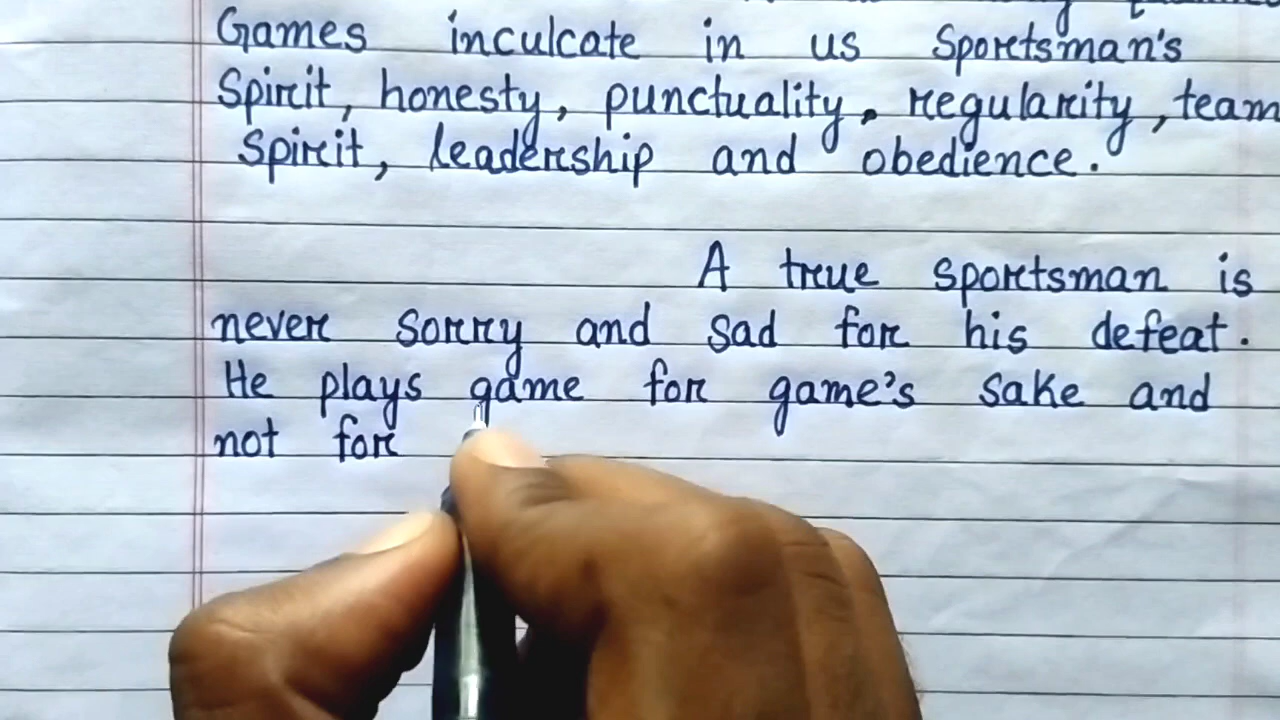 Games inculcate in us Sportsman's
Spirit, honesty, punctuality, regularity, team
spirit, leadership and obedience.
A true sportsman is
never sorry and sad for his defeat.
He plays game for game's sake and
not for